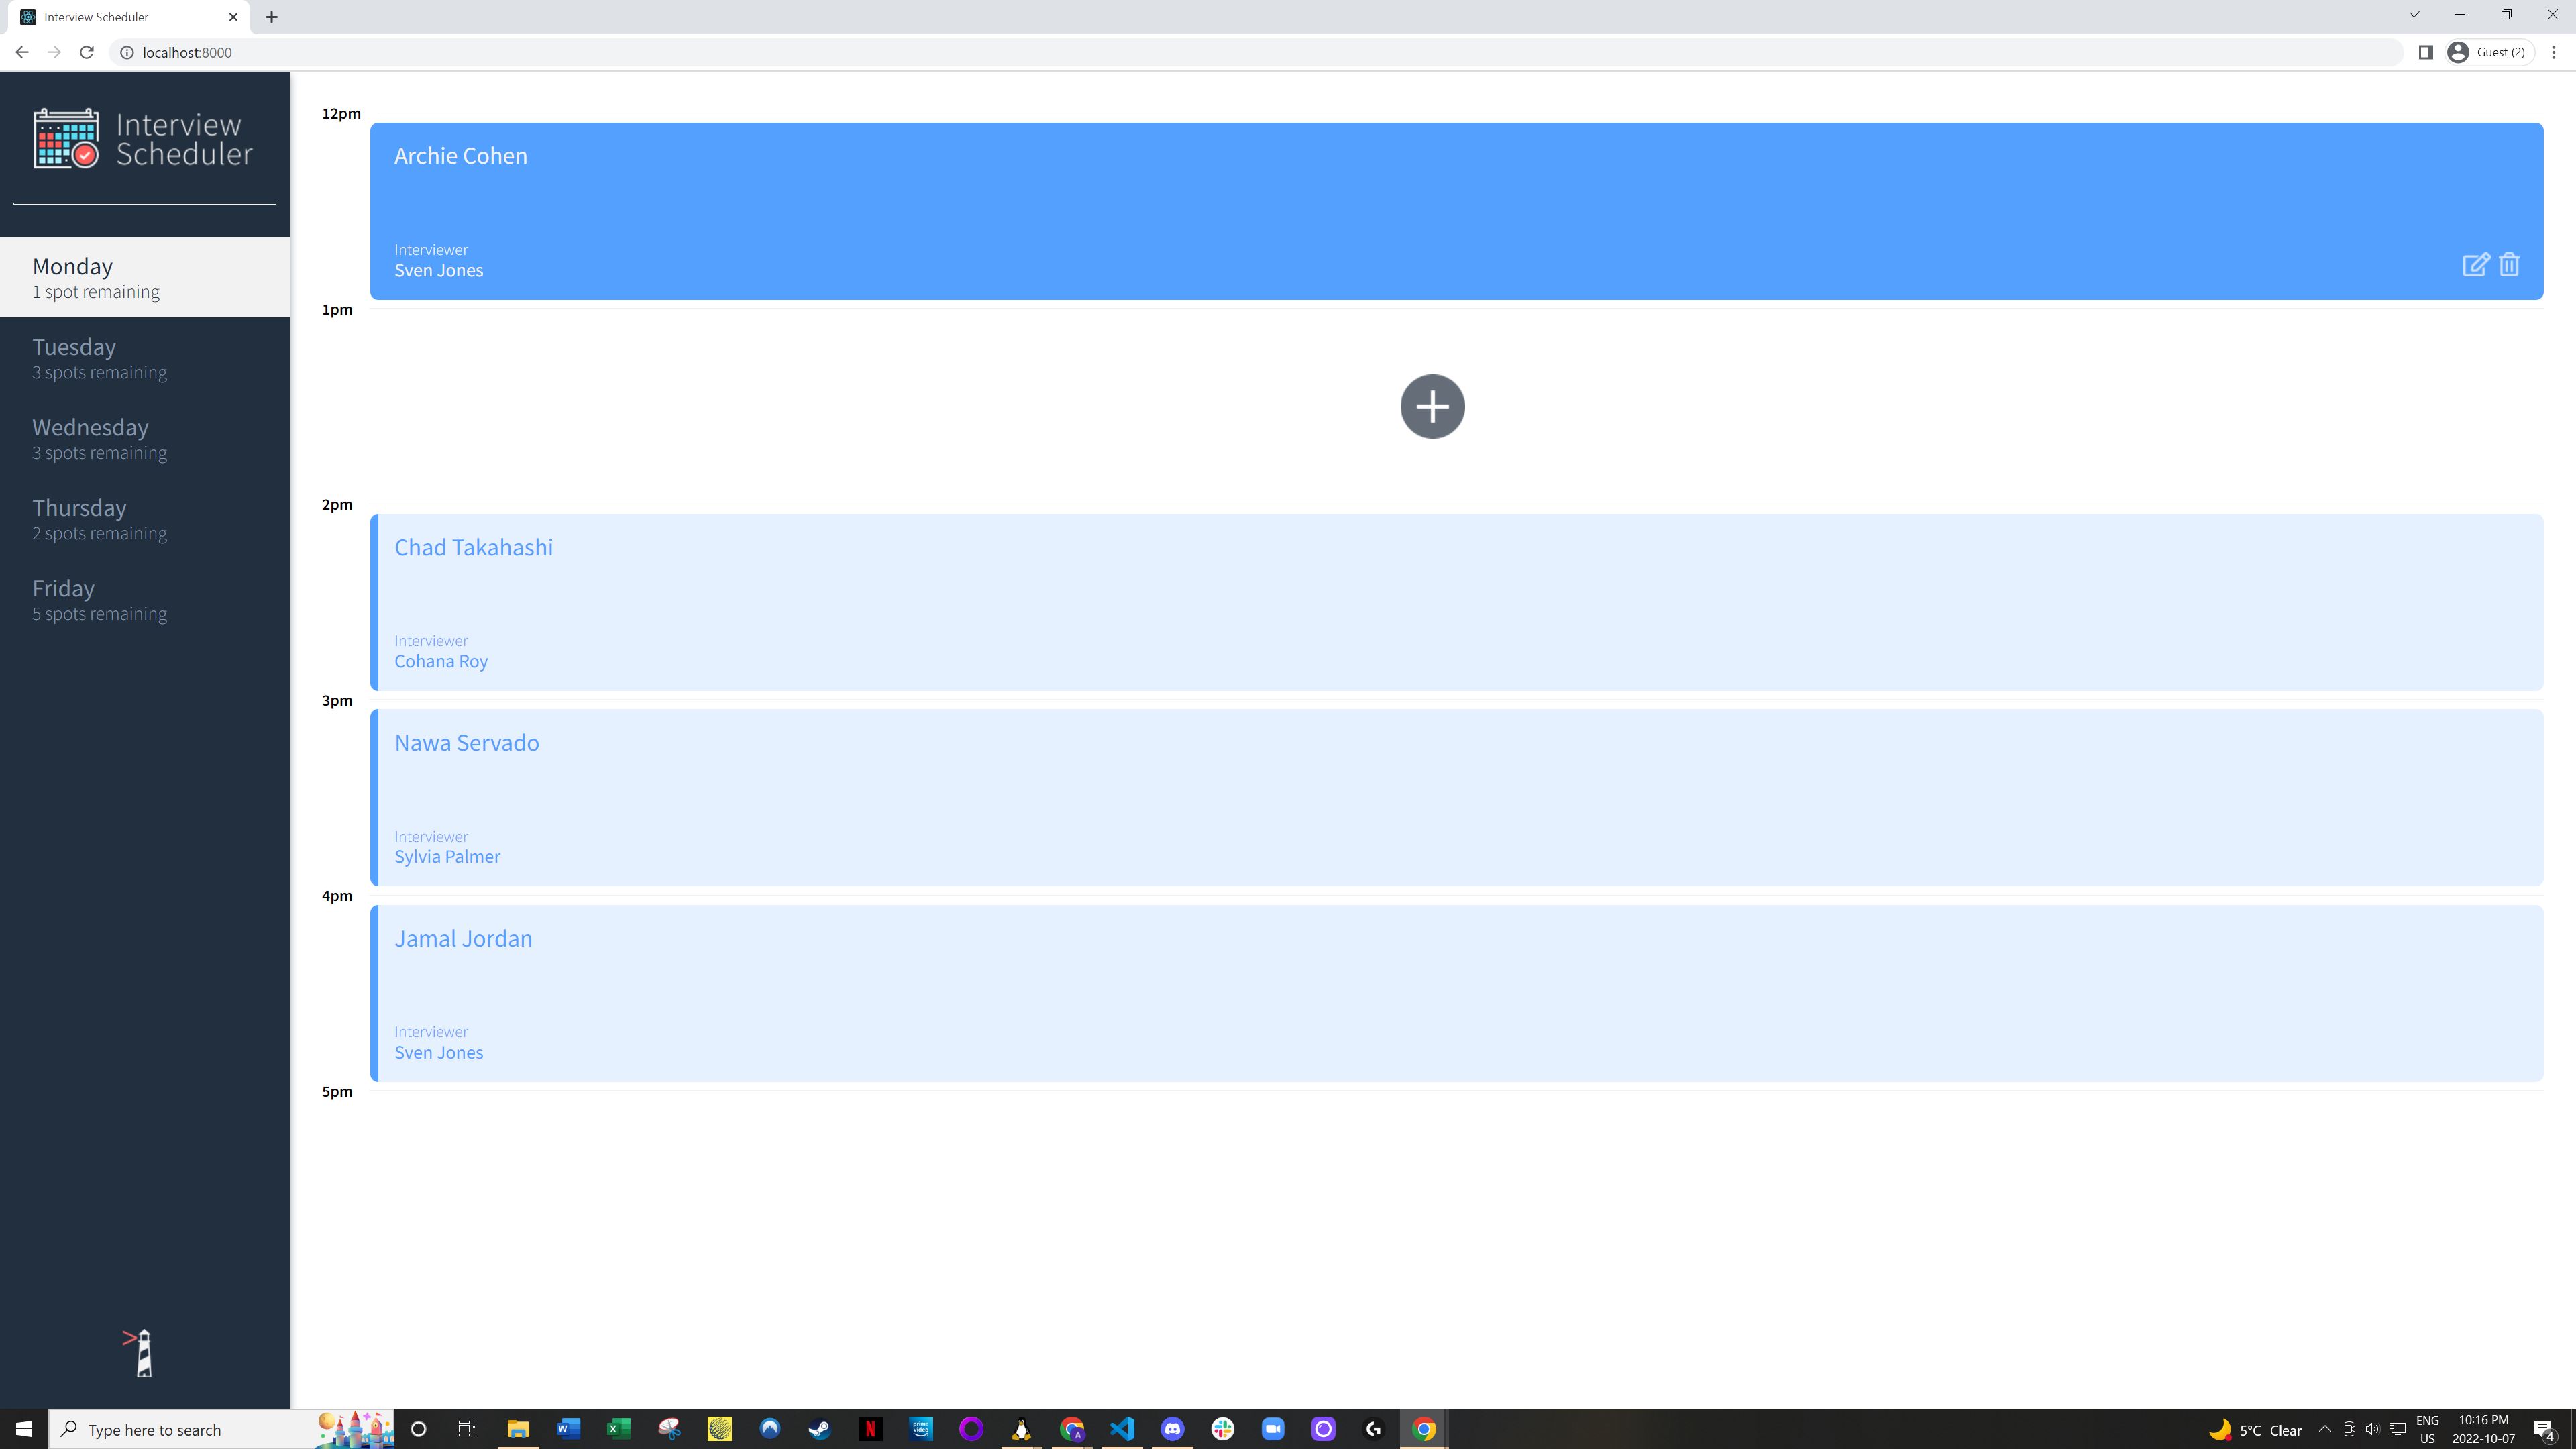 Interview Scheduler
localhost:8000
Guest (2)
Interview
Scheduler
Monday
1 spot remaining
Tuesday
3 spots remaining
Wednesday
3 spots remaining
Thursday
2 spots remaining
Friday
5 spots remaining
12pm
Archie Cohen
Interviewer
Sven Jones
1pm
2pm
Chad Takahashi
Interviewer
Cohana Roy
3pm
Nawa Servado
Interviewer
Sylvia Palmer
4pm
Jamal Jordan
Interviewer
Sven Jones
5pm
Type here to search
prime
video
5°C Clear
ENG
US
10:16 PM
2022-10-07
4